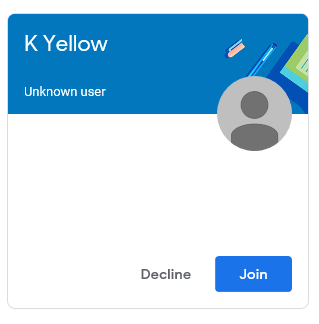 K Yellow
Unknown user
Decline
Join